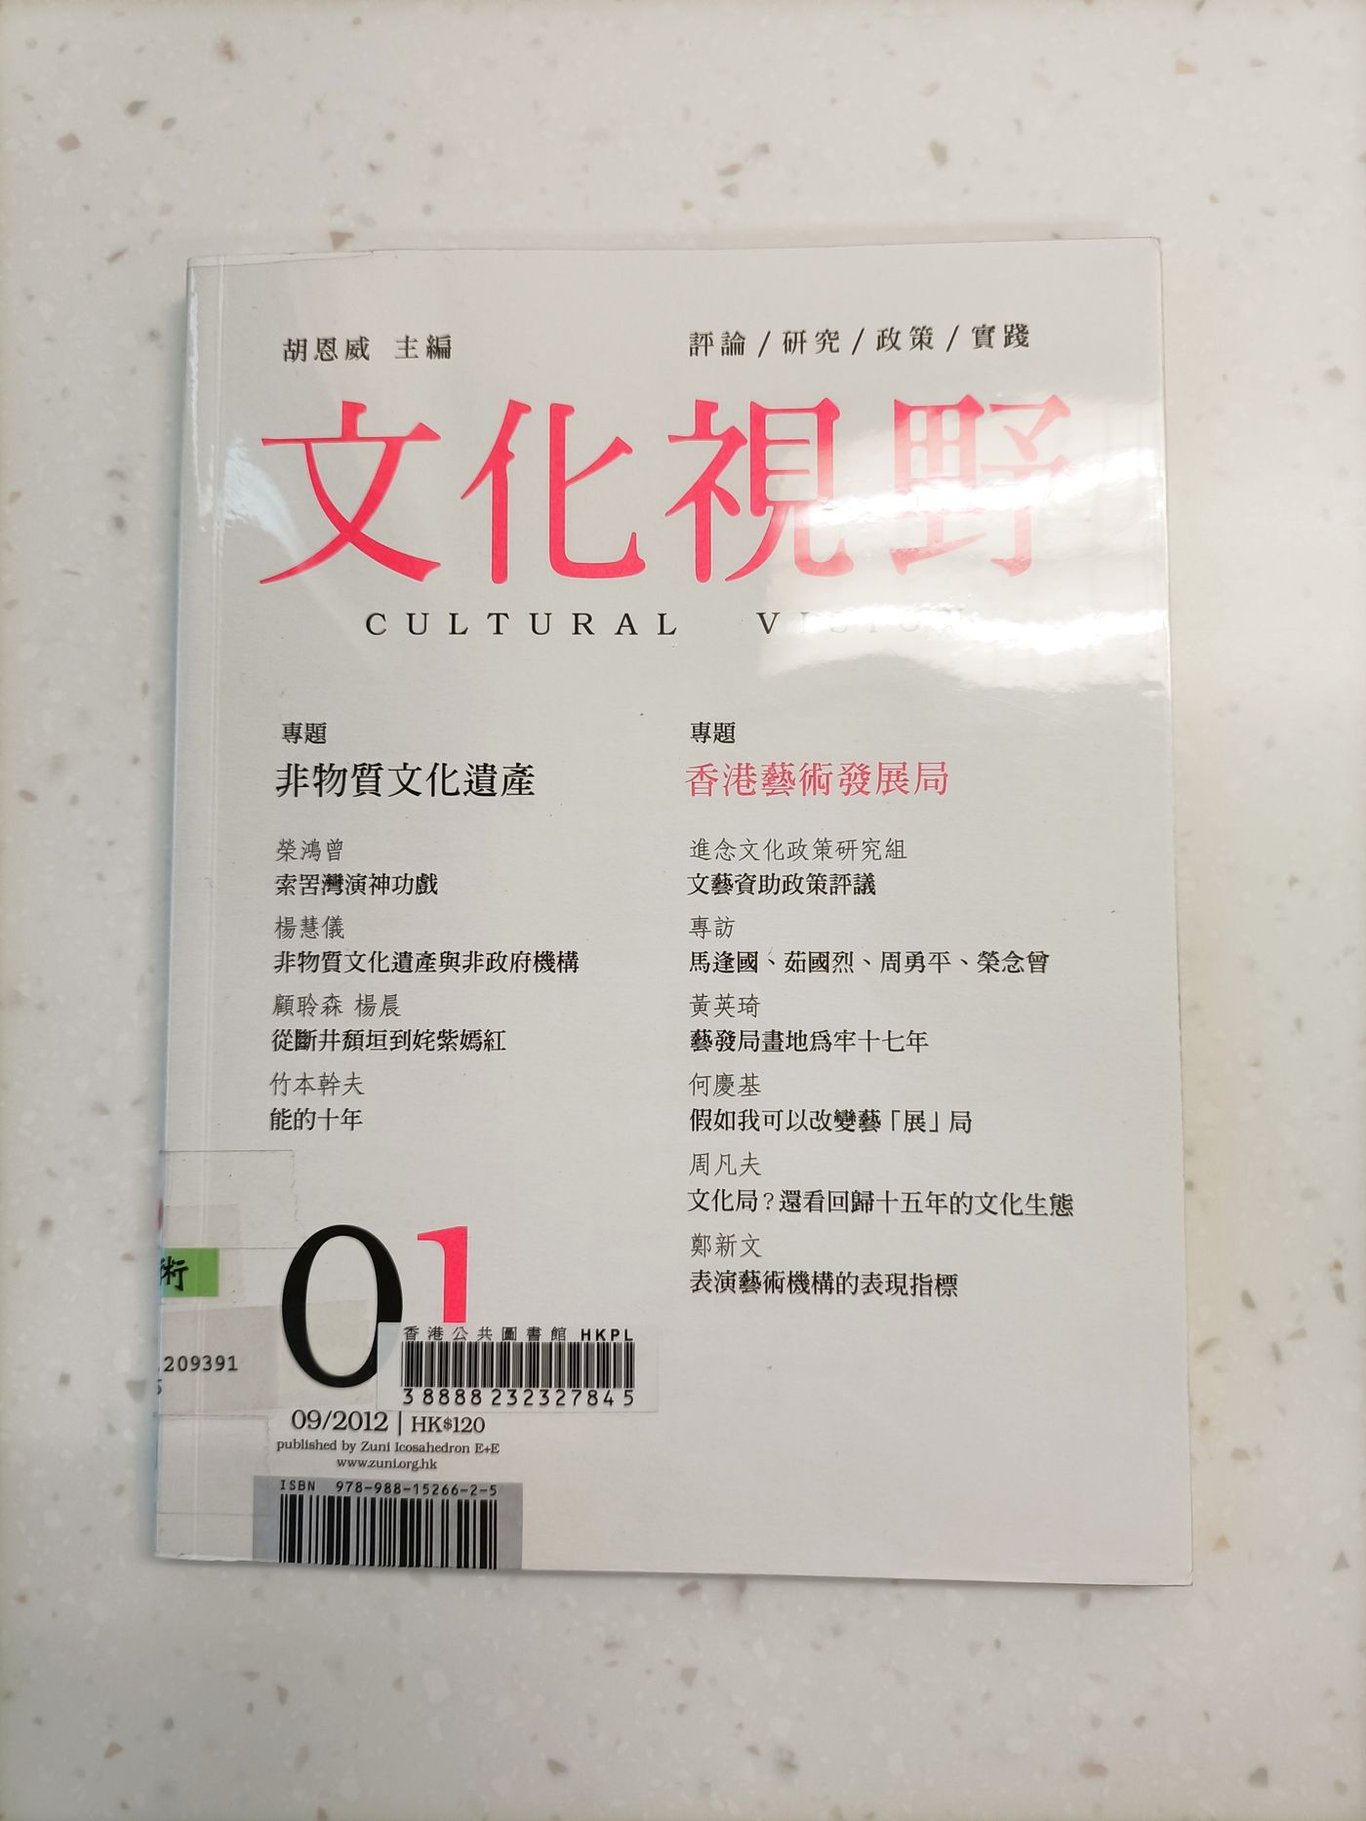 胡恩威 主編
評論 / 研究 / 政策 / 實踐
文化視野
CULTURAL VISION
專題
非物質文化遺產
榮鴻曾
索罟灣演神功戲
楊慧儀
非物質文化遺產與非政府機構
顧聆森 楊晨
從斷井頹垣到姹紫嫣紅
竹本幹夫
能的十年
專題
香港藝術發展局
進念文化政策研究組
文藝資助政策評議
專訪
馬逢國、茹國烈、周勇平、榮念曾
黃英琦
藝發局畫地為牢十七年
何慶基
假如我可以改變藝「展」局
周凡夫
文化局？還看回歸十五年的文化生態
鄭新文
表演藝術機構的表現指標
術
209391
01
香港公共圖書館 HKPL
38888232327845
09/2012 | HK$120
published by Zuni Icosahedron E+E
www.zuni.org.hk
ISBN 978-988-15266-2-5